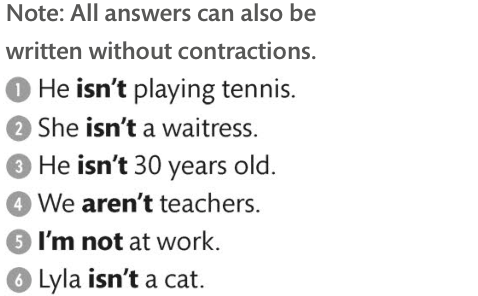 Note: All answers can also be
written without contractions.
1 He isn’t playing tennis.
2 She isn’t a waitress.
3 He isn’t 30 years old.
4 We aren’t teachers.
5 I’m not at work.
6 Lyla isn’t a cat.